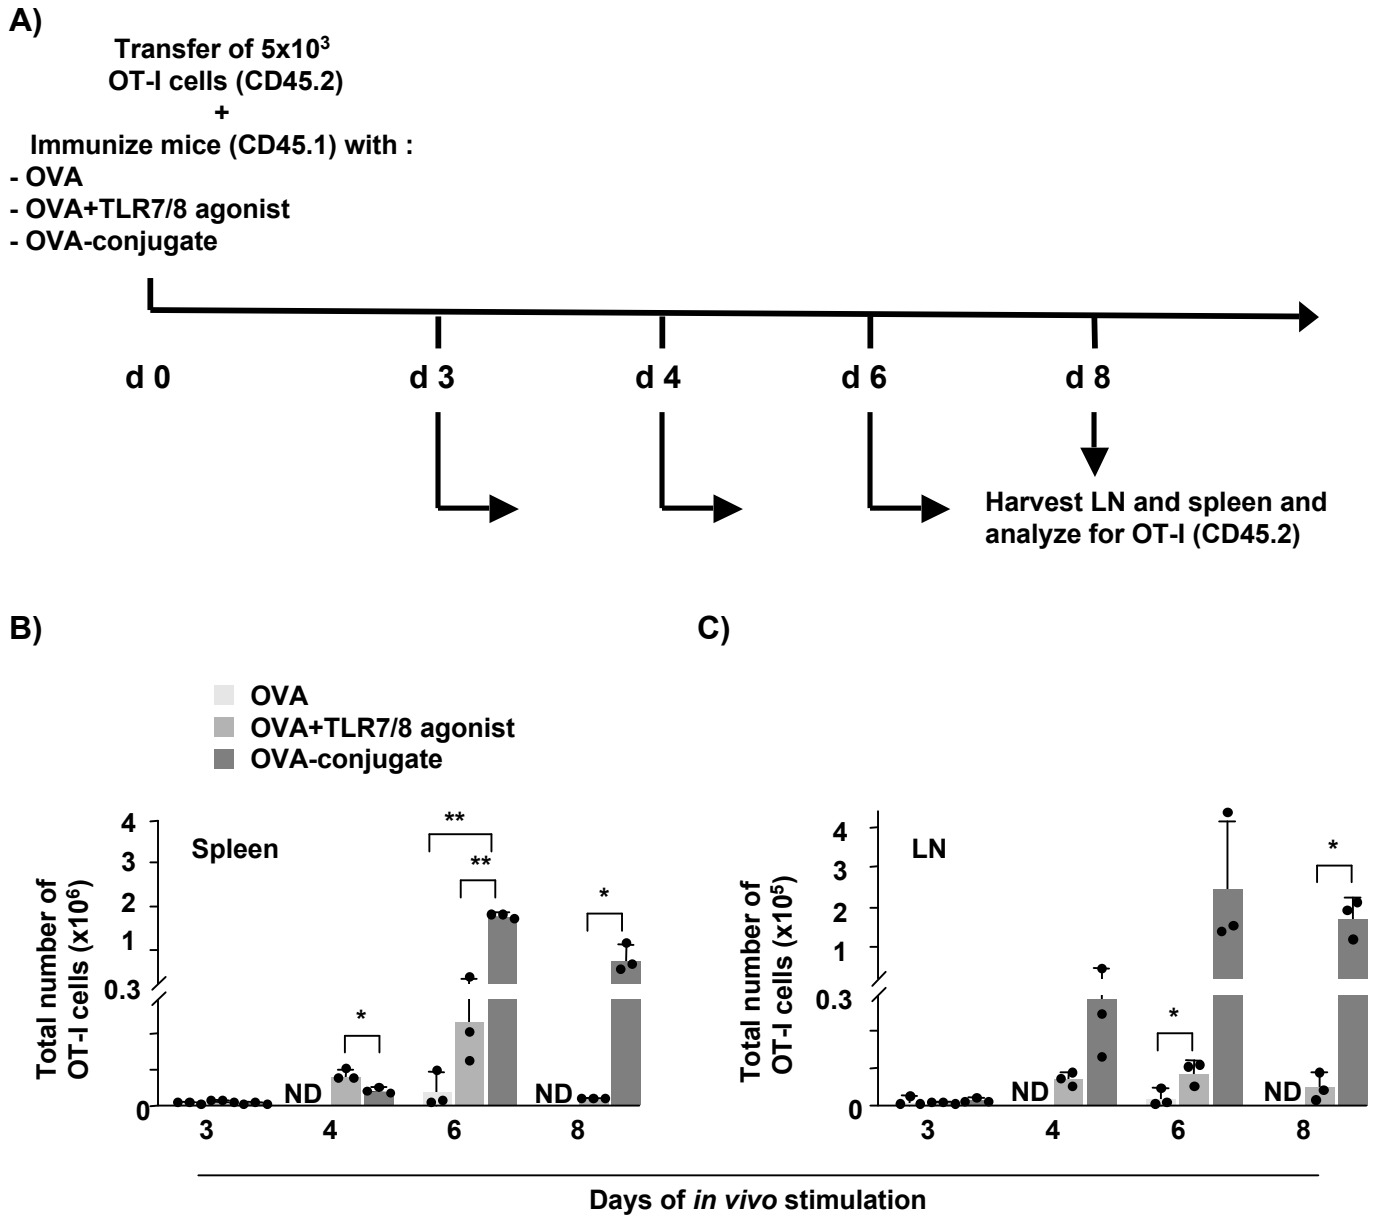 A)
Transfer of 5x10³
OT-I cells (CD45.2)
+
Immunize mice (CD45.1) with :
- OVA
- OVA+TLR7/8 agonist
- OVA-conjugate
d 0
d 3
d 4
d 6
d 8
Harvest LN and spleen and
analyze for OT-I (CD45.2)
B)
OVA
OVA+TLR7/8 agonist
OVA-conjugate
Total number of
OT-I cells (x10⁶)
4
3
2
1
0.3
0
Spleen
ND
*
**
**
ND
*
3
4
6
8
C)
Total number of
OT-I cells (x10⁵)
4
3
2
1
0.3
0
LN
ND
*
ND
*
3
4
6
8
Days of in vivo stimulation